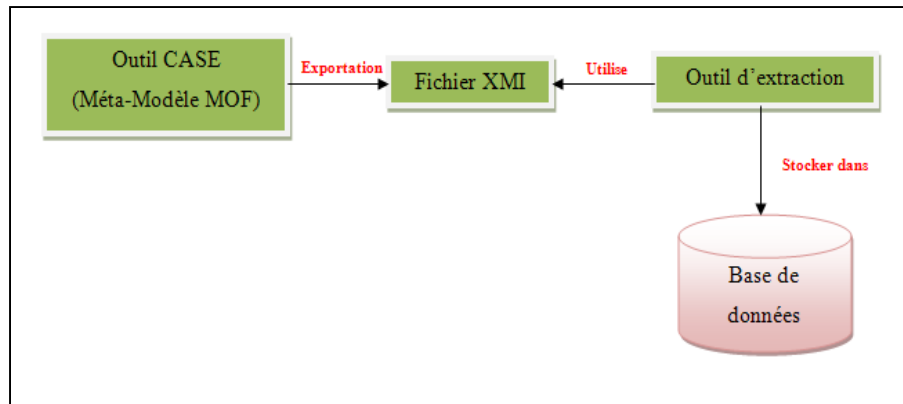 Outil CASE
(Méta-Modèle MOF)
Exportation
Fichier XMI
Utilise
Outil d'extraction
Stocker dans
Base de
données